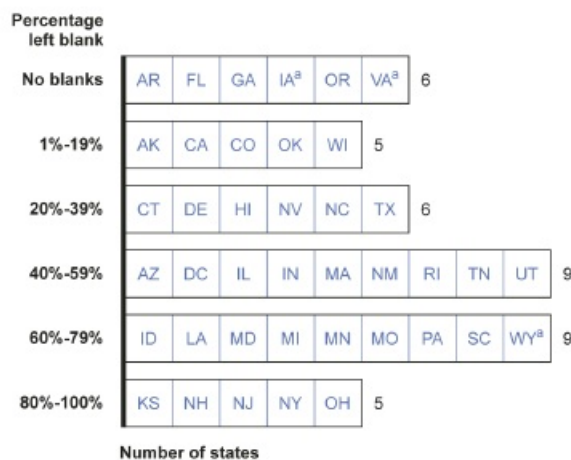 Percentage
left blank
No blanks AR FL GA IAᵃ OR VAᵃ 6
1%-19% AK CA CO OK WI 5
20%-39% CT DE HI NV NC TX 6
40%-59% AZ DC IL IN MA NM RI TN UT 9
60%-79% ID LA MD MI MN MO PA SC WYᵃ 9
80%-100% KS NH NJ NY OH 5
Number of states